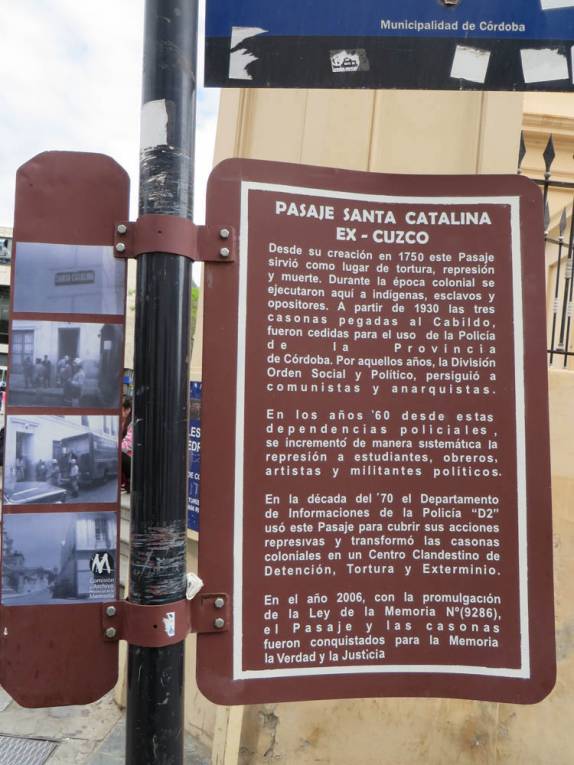 Municipalidad de Córdoba
PASAJE SANTA CATALINA
EX - CUZCO
Desde su creación en 1750 este Pasaje
sirvió como lugar de tortura, represión
y muerte. Durante la época colonial se
ejecutaron aquí a indígenas, esclavos y
opositores. A partir de 1930 las tres
casonas pegadas al Cabildo,
fueron cedidas para el uso de la Policía
de la Provincia
de Córdoba. Por aquellos años, la División
Orden Social y Político, persiguió a
comunistas y anarquistas.
En los años ´60 desde estas
dependencias policiales,
se incrementó de manera sistemática la
represión a estudiantes, obreros,
artistas y militantes políticos.
En la década del ´70 el Departamento
de Informaciones de la Policía “D2”
usó este Pasaje para cubrir sus acciones
represivas y transformó las casonas
coloniales en un Centro Clandestino de
Detención, Tortura y Exterminio.
En el año 2006, con la promulgación
de la Ley de la Memoria Nº(9286),
el Pasaje y las casonas
fueron conquistados para la Memoria
la Verdad y la Justicia
SANTA CATALINA
Comisión
Archivo
Memoria